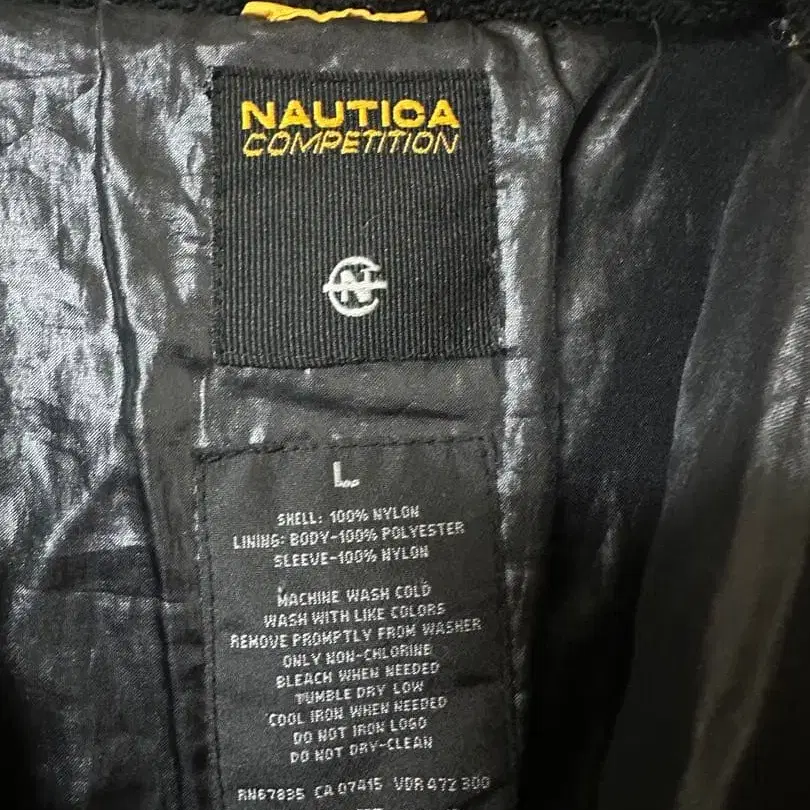 NAUTICA
COMPETITION
N
L
SHELL: 100% NYLON
LINING: BODY-100% POLYESTER
SLEEVE-100% NYLON
MACHINE WASH COLD
WASH WITH LIKE COLORS
REMOVE PROMPTLY FROM WASHER
ONLY NON-CHLORINE
BLEACH WHEN NEEDED
TUMBLE DRY LOW
COOL IRON WHEN NEEDED
DO NOT IRON LOGO
DO NOT DRY-CLEAN
RN67835 CA 07415 VDR 472 300